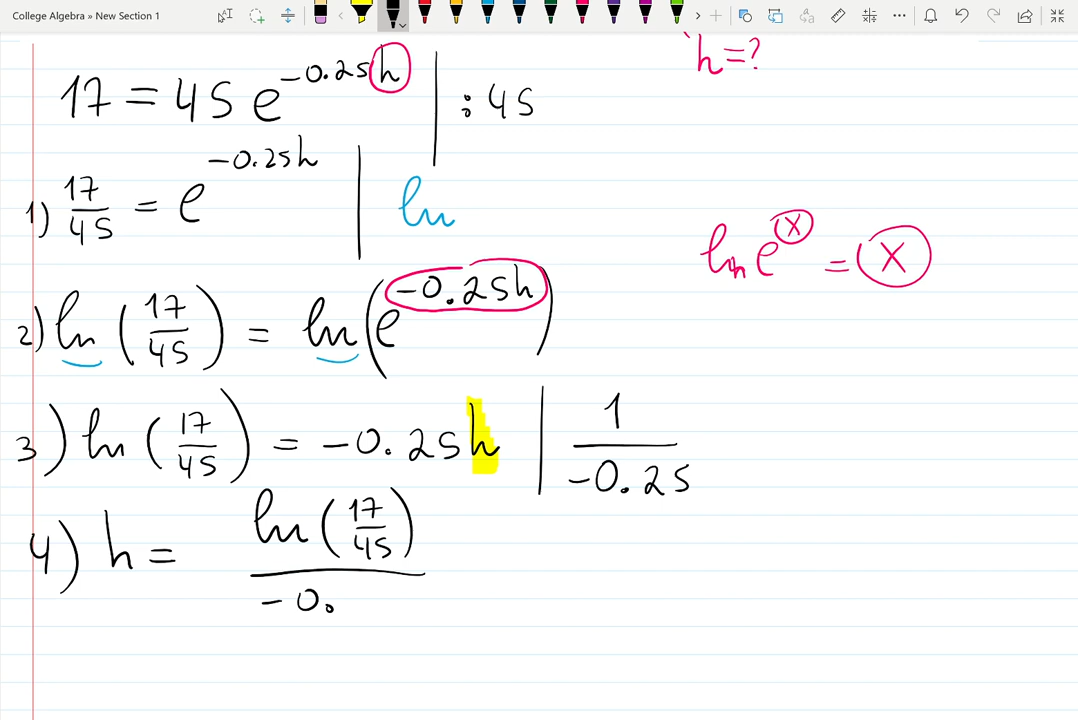 College Algebra » New Section 1
h=?
17 = 45 e^{-0.25h} | : 45
1) 17/45 = e^{-0.25h} | ln
ln e^{x} = x
2) ln (17/45) = ln (e^{-0.25h})
3) ln (17/45) = -0.25h | 1/-0.25
4) h = ln (17/45) / -0.